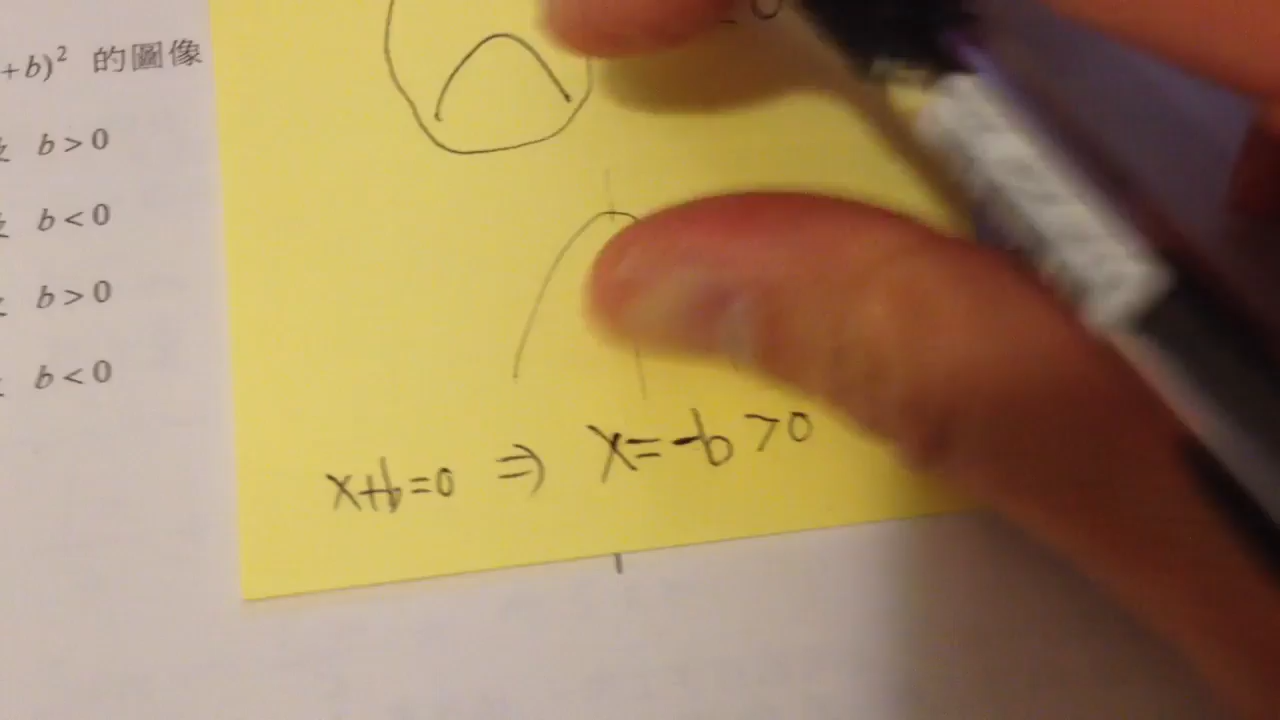 +b)² 的圖像
b > 0
b < 0
b > 0
b < 0
x+b=0 ⇒ x=-b>0